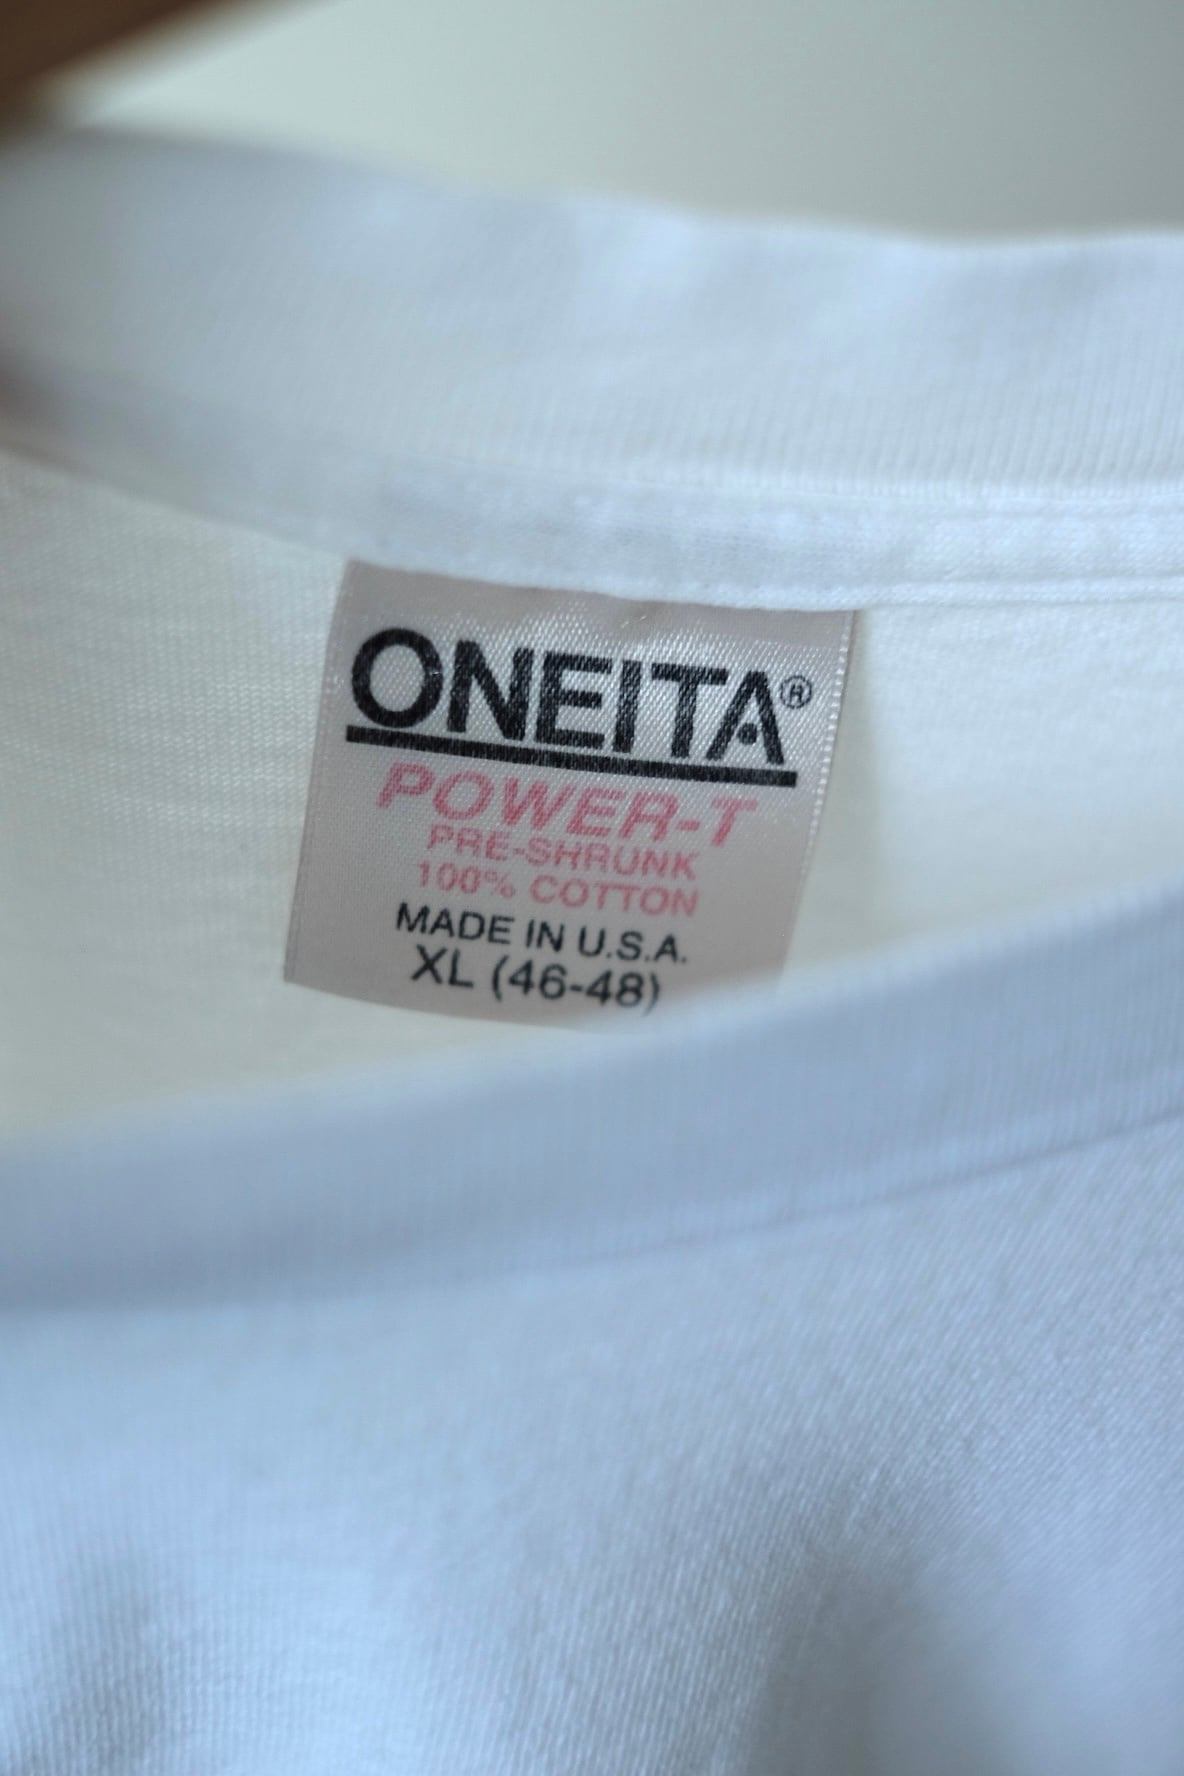 ONEITA®
POWER-T
PRE-SHRUNK
100% COTTON
MADE IN U.S.A.
XL (46-48)